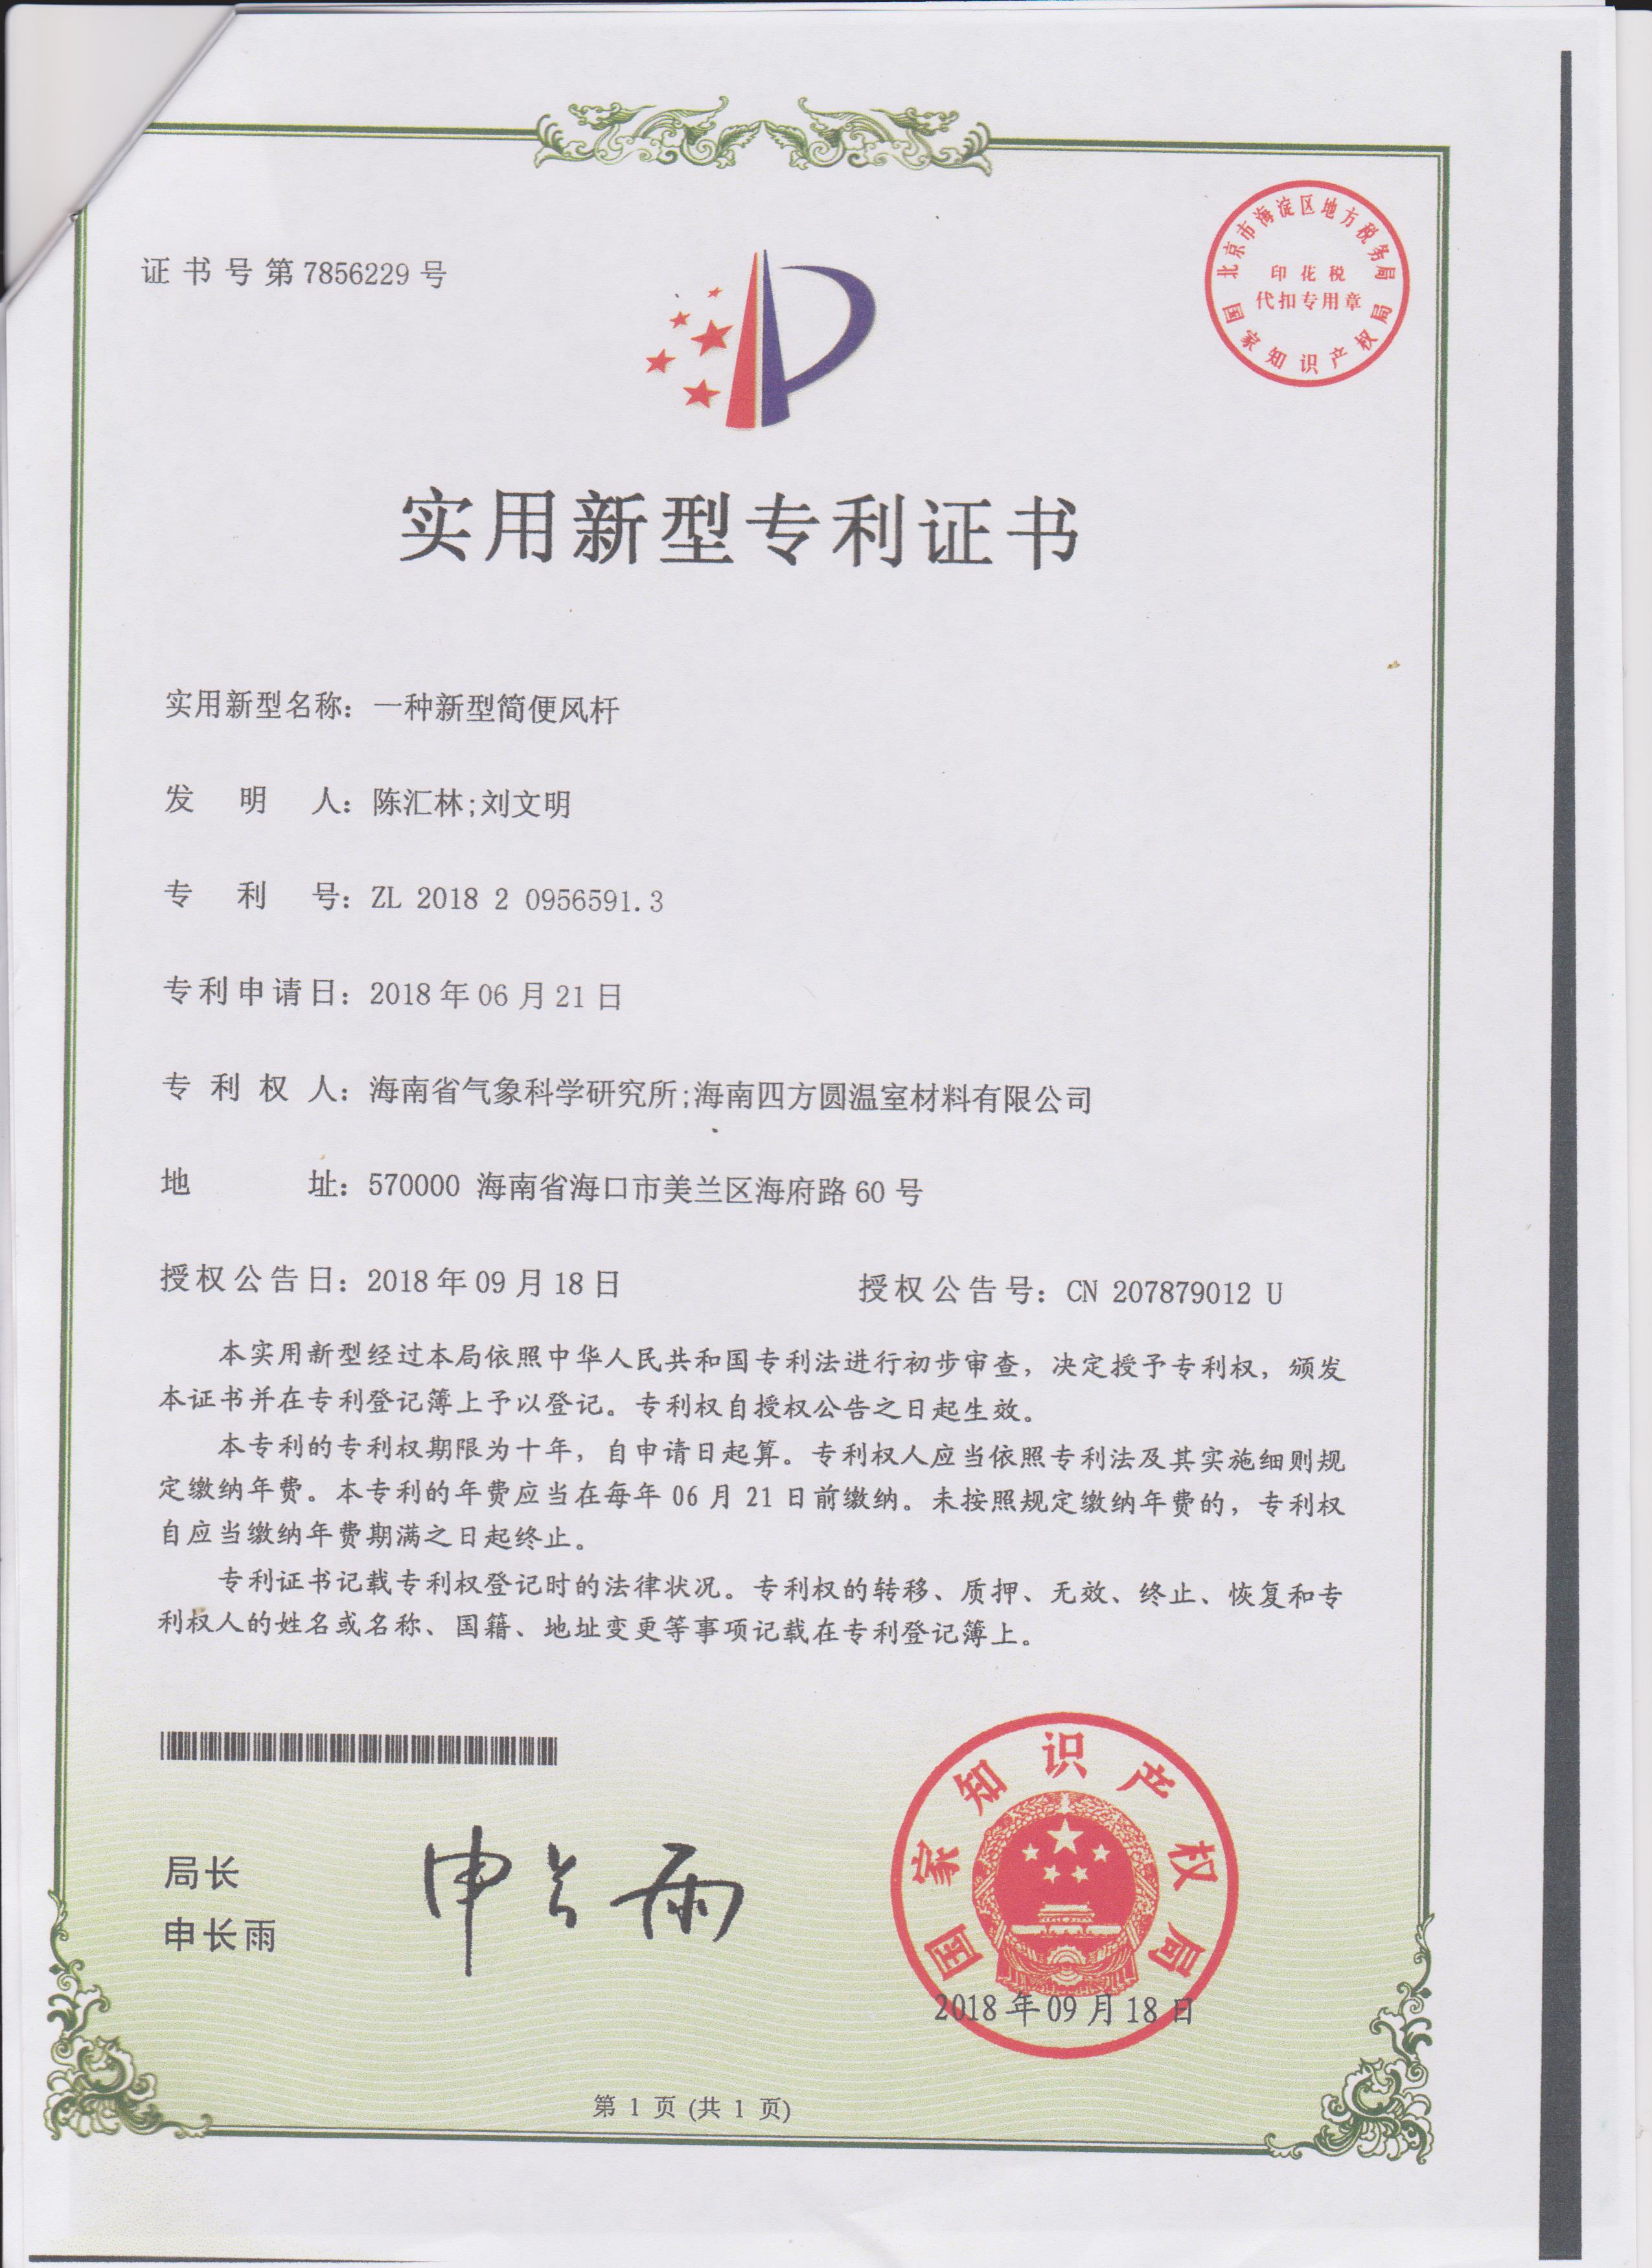 证书号第7856229号
北京市海淀区地方税务局
印花税
代扣专用章
国家知识产权局
实用新型专利证书
实用新型名称：一种新型简便风杆
发明人：陈汇林;刘文明
专利号：ZL 2018 2 0956591.3
专利申请日：2018年06月21日
专利权人：海南省气象科学研究所;海南四方圆温室材料有限公司
地址：570000 海南省海口市美兰区海府路60号
授权公告日：2018年09月18日 授权公告号：CN 207879012 U
本实用新型经过本局依照中华人民共和国专利法进行初步审查，决定授予专利权，颁发
本证书并在专利登记簿上予以登记。专利权自授权公告之日起生效。
本专利的专利权期限为十年，自申请日起算。专利权人应当依照专利法及其实施细则规
定缴纳年费。本专利的年费应当在每年06月21日前缴纳。未按照规定缴纳年费的，专利权
自应当缴纳年费期满之日起终止。
专利证书记载专利权登记时的法律状况。专利权的转移、质押、无效、终止、恢复和专
利权人的姓名或名称、国籍、地址变更等事项记载在专利登记簿上。
局长
申长雨
申长雨
国家知识产权局
2018年09月18日
第 1 页 (共 1 页)